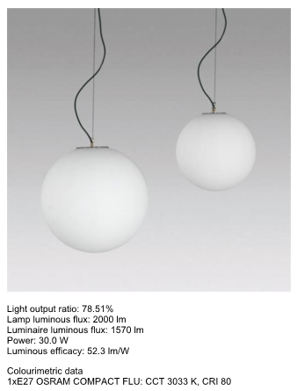 Light output ratio: 78.51%
Lamp luminous flux: 2000 lm
Luminaire luminous flux: 1570 lm
Power: 30.0 W
Luminous efficacy: 52.3 lm/W
Colourimetric data
1xE27 OSRAM COMPACT FLU: CCT 3033 K, CRI 80